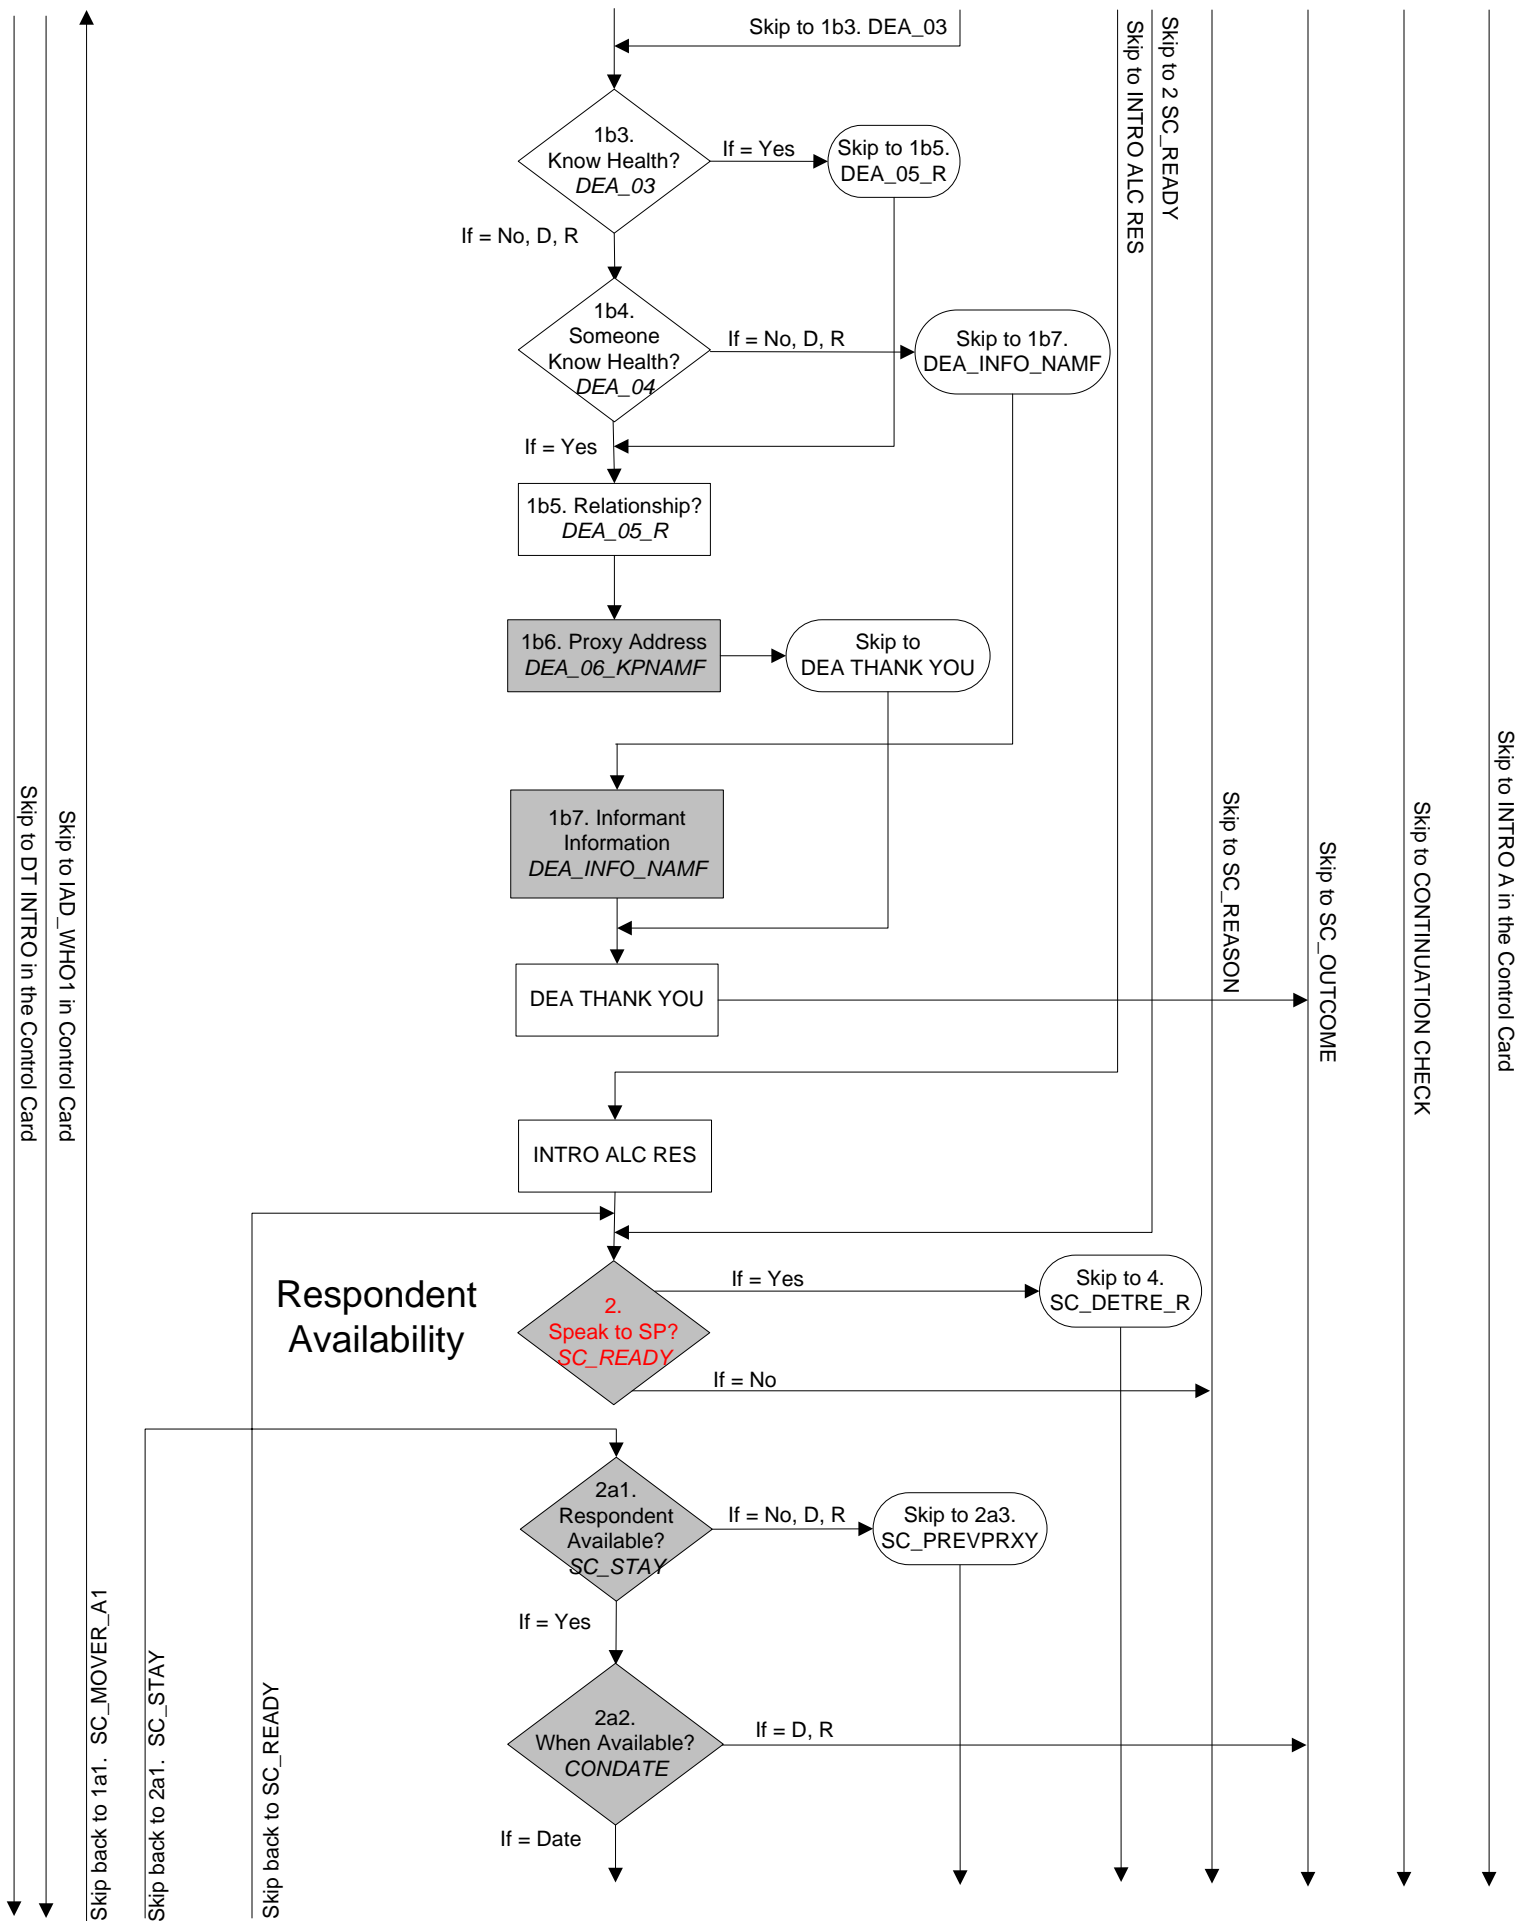 Skip to 1b3. DEA_03
1b3.
Know Health?
DEA_03
If = Yes
Skip to 1b5.
DEA_05_R
If = No, D, R
1b4.
Someone
Know Health?
DEA_04
If = No, D, R
Skip to 1b7.
DEA_INFO_NAMF
If = Yes
1b5. Relationship?
DEA_05_R
1b6. Proxy Address
DEA_06_KPNAMF
Skip to
DEA THANK YOU
1b7. Informant
Information
DEA_INFO_NAMF
DEA THANK YOU
INTRO ALC RES
Respondent
Availability
2.
Speak to SP?
SC_READY
If = Yes
Skip to 4.
SC_DETRE_R
If = No
2a1.
Respondent
Available?
SC_STAY
If = No, D, R
Skip to 2a3.
SC_PREVPRXY
If = Yes
2a2.
When Available?
CONDATE
If = D, R
If = Date
Skip to DT INTRO in the Control Card
Skip to IAD_WHO1 in Control Card
Skip back to 1a1. SC_MOVER_A1
Skip back to 2a1. SC_STAY
Skip back to SC_READY
Skip to INTRO ALC RES
Skip to 2 SC_READY
Skip to SC_REASON
Skip to SC_OUTCOME
Skip to CONTINUATION CHECK
Skip to INTRO A in the Control Card